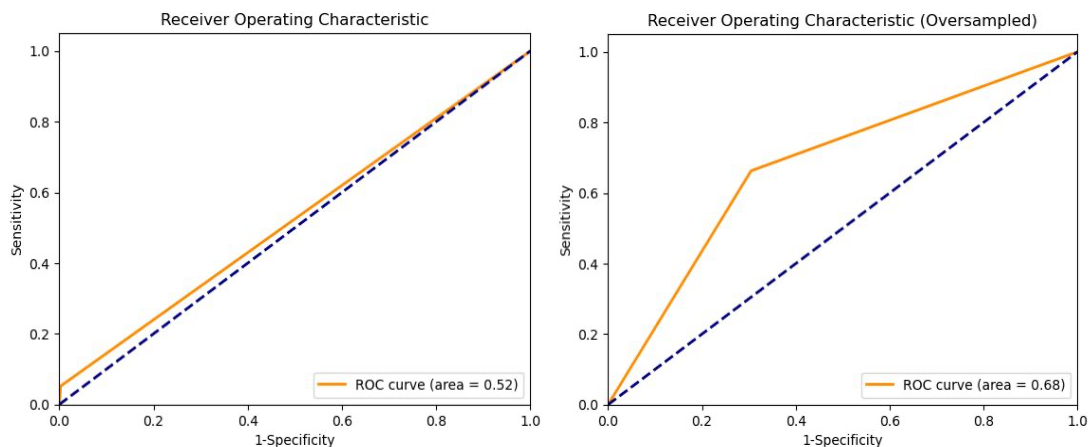 Receiver Operating Characteristic
1.0
0.8
0.6
0.4
0.2
0.0
Sensitivity
0.0 0.2 0.4 0.6 0.8 1.0
1-Specificity
ROC curve (area = 0.52)
Receiver Operating Characteristic (Oversampled)
1.0
0.8
0.6
0.4
0.2
0.0
Sensitivity
0.0 0.2 0.4 0.6 0.8 1.0
1-Specificity
ROC curve (area = 0.68)